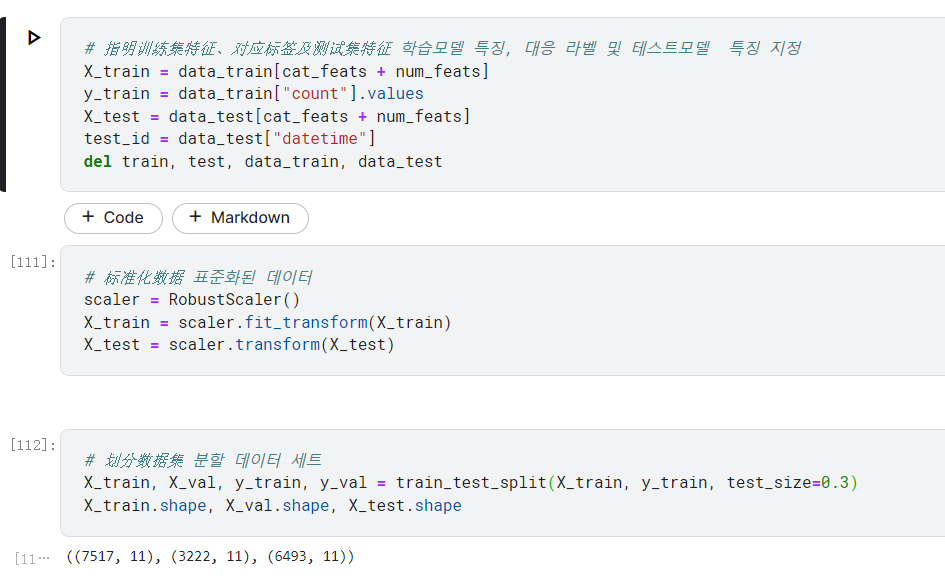 # 指明训练集特征、对应标签及测试集特征 学습모델 특징, 대응 라벨 및 테스트모델  특징 지정
X_train = data_train[cat_feats + num_feats]
y_train = data_train["count"].values
X_test = data_test[cat_feats + num_feats]
test_id = data_test["datetime"]
del train, test, data_train, data_test
+ Code + Markdown
[111]:
# 标准化数据 표준화된 데이터
scaler = RobustScaler()
X_train = scaler.fit_transform(X_train)
X_test = scaler.transform(X_test)
[112]:
# 划分数据集 분할 데이터 세트
X_train, X_val, y_train, y_val = train_test_split(X_train, y_train, test_size=0.3)
X_train.shape, X_val.shape, X_test.shape
[11… ((7517, 11), (3222, 11), (6493, 11))